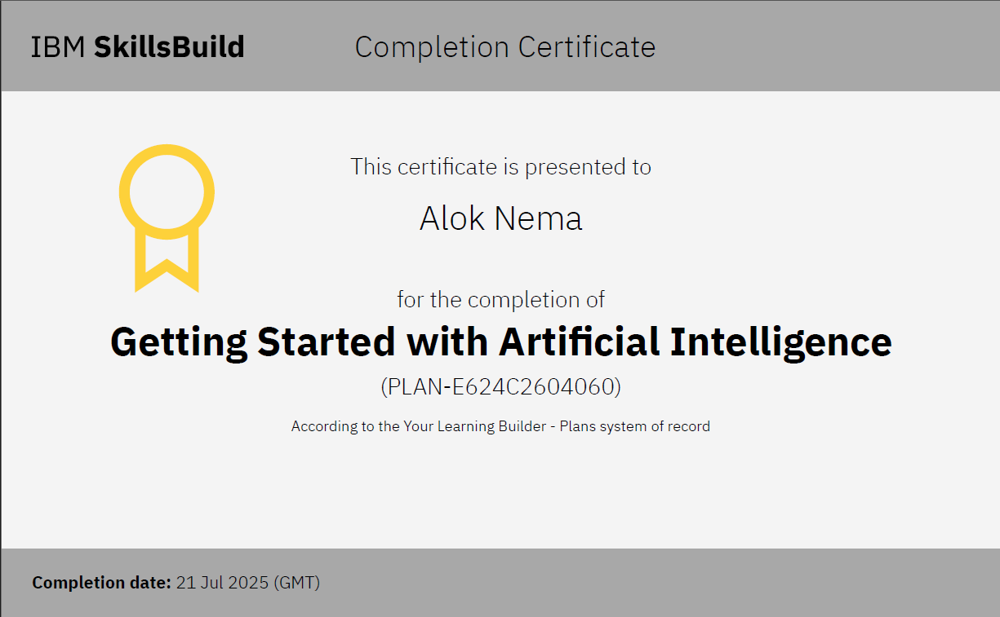 IBM SkillsBuild
Completion Certificate
This certificate is presented to
Alok Nema
for the completion of
Getting Started with Artificial Intelligence
(PLAN-E624C2604060)
According to the Your Learning Builder - Plans system of record
Completion date: 21 Jul 2025 (GMT)